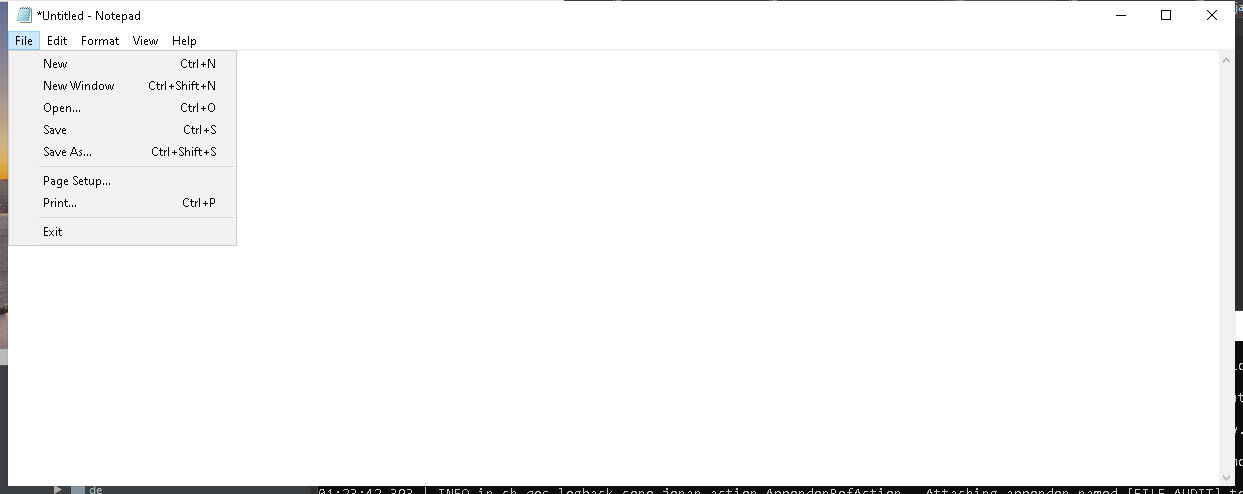 *Untitled - Notepad
File Edit Format View Help
New Ctrl+N
New Window Ctrl+Shift+N
Open... Ctrl+O
Save Ctrl+S
Save As... Ctrl+Shift+S
Page Setup...
Print... Ctrl+P
Exit
de
01:23:42.393 | INFO in ch.qos.logback.core.joran.action.AppenderRefAction - Attaching appender named [FILE_AUDIT] t